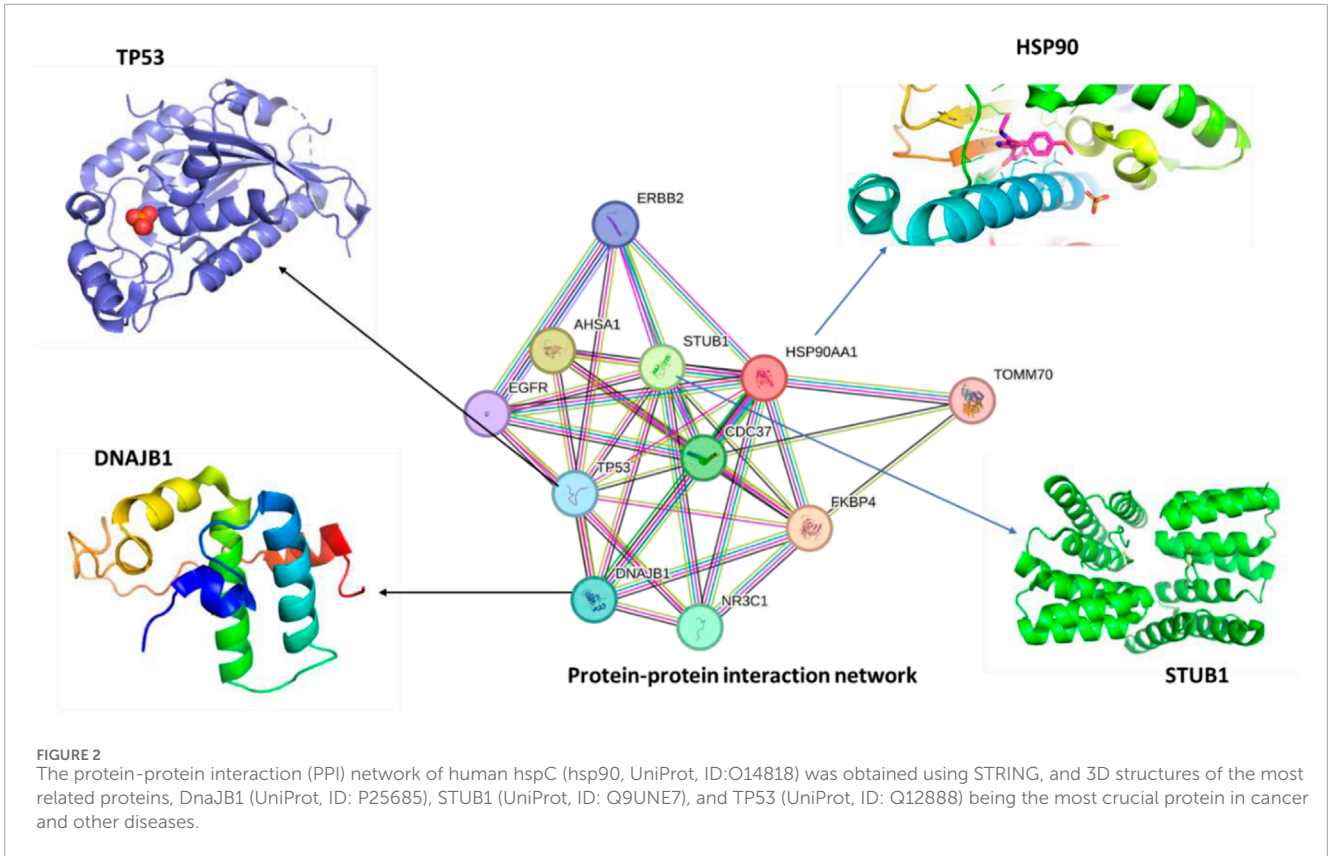 TP53
HSP90
ERBB2
AHSA1
STUB1
HSP90AA1
TOMM70
EGFR
CDC37
DNAJB1
TP53
FKBP4
DNAJB1
NR3C1
Protein-protein interaction network
STUB1
FIGURE 2
The protein-protein interaction (PPI) network of human hspC (hsp90, UniProt, ID:O14818) was obtained using STRING, and 3D structures of the most
related proteins, DnaJB1 (UniProt, ID: P25685), STUB1 (UniProt, ID: Q9UNE7), and TP53 (UniProt, ID: Q12888) being the most crucial protein in cancer
and other diseases.